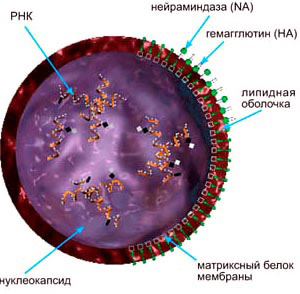 РНК
нейраминдаза (NA)
гемагглютин (HA)
липидная
оболочка
матриксный белок
мембраны
нуклеокапсид